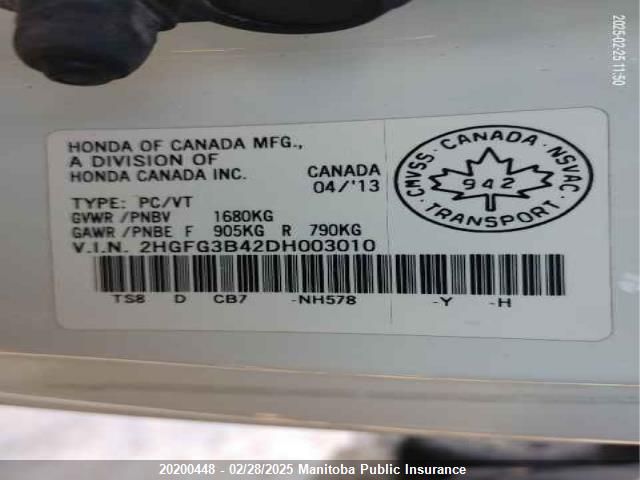 2025-02-25 11:50
HONDA OF CANADA MFG.,
A DIVISION OF
HONDA CANADA INC.
CANADA
04/'13
TYPE: PC/VT
GVWR /PNBV 1680KG
GAWR /PNBE F 905KG R 790KG
V.I.N. 2HGFG3B42DH003010
TS8 D CB7 -NH578 -Y -H
CMVSS · CANADA · NSVAC
942
TRANSPORT
20200448 - 02/28/2025 Manitoba Public Insurance